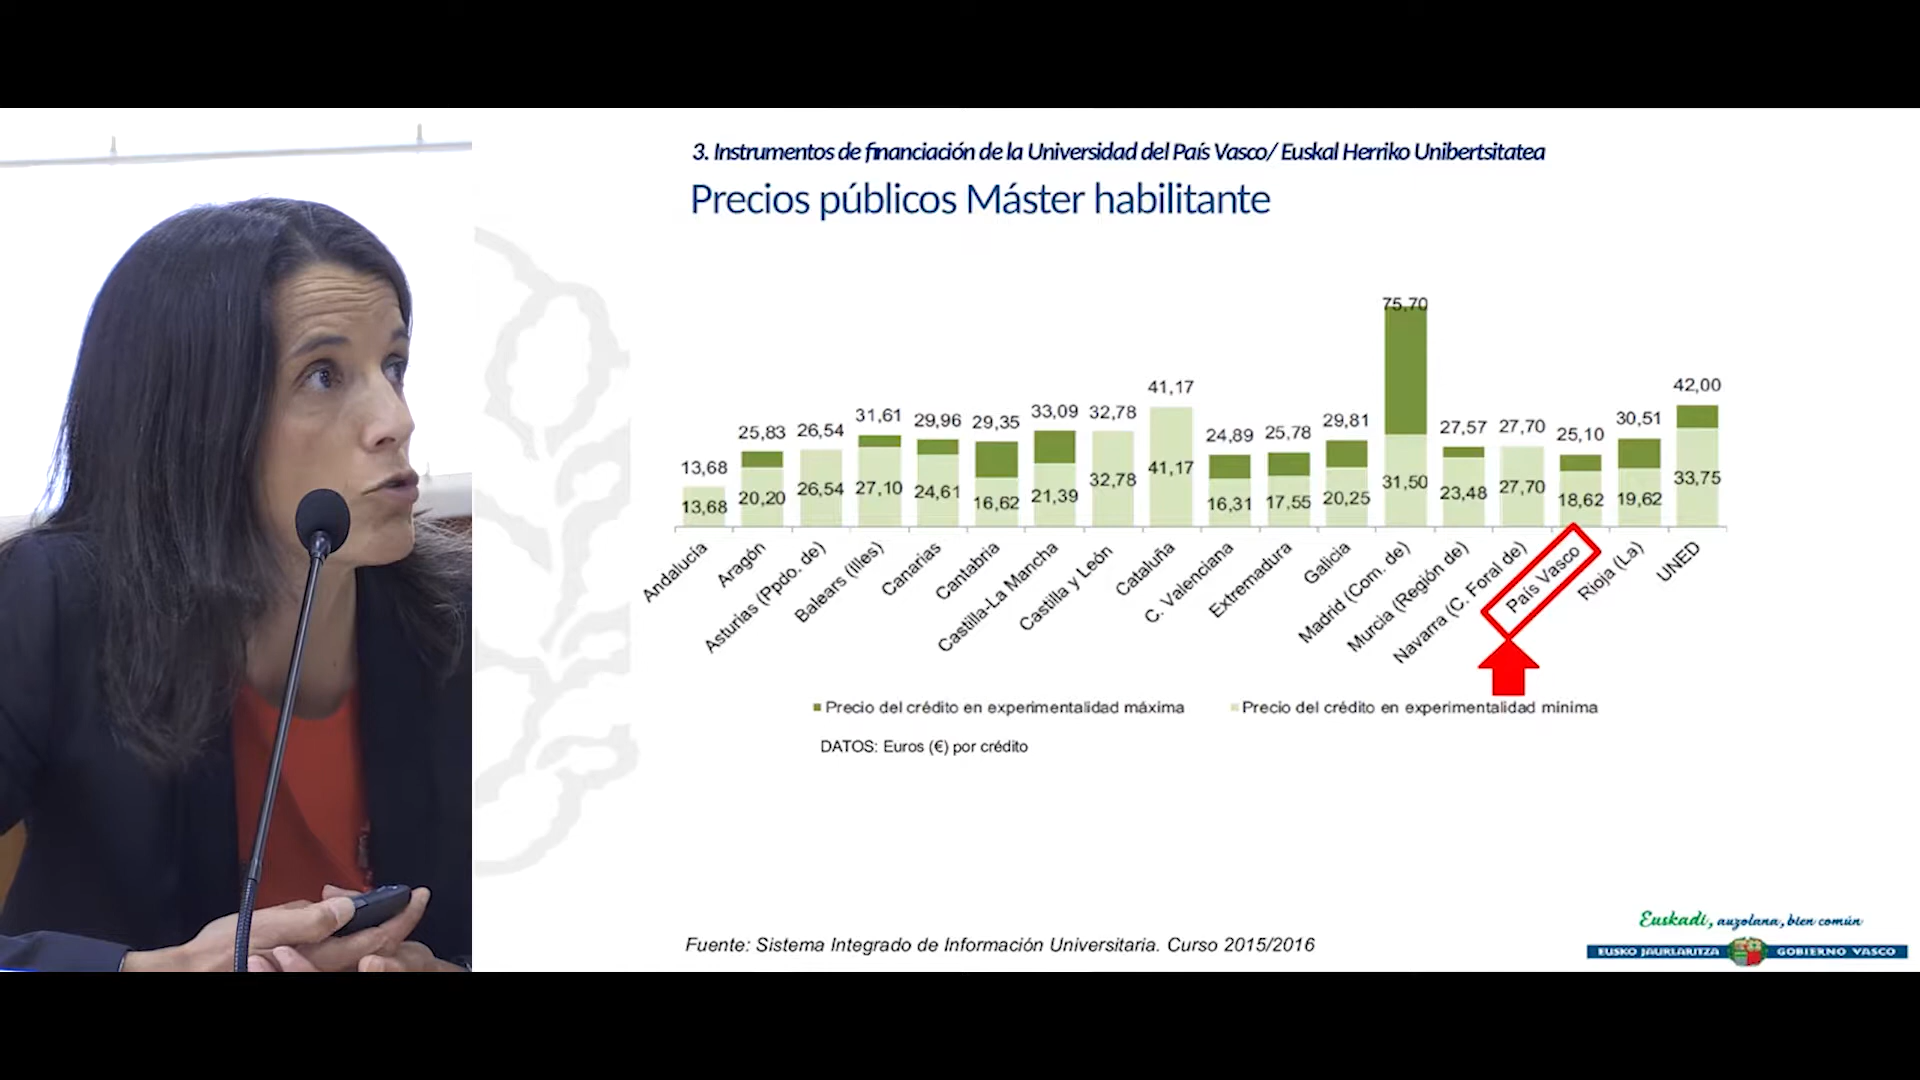 3. Instrumentos de financiación de la Universidad del País Vasco/ Euskal Herriko Unibertsitatea
Precios públicos Máster habilitante
75,70
41,17
42,00
31,61
33,09
32,78
25,83
26,54
29,96
29,35
24,89
25,78
29,81
27,57
27,70
25,10
30,51
13,68
41,17
13,68
20,20
26,54
27,10
24,61
16,62
21,39
32,78
16,31
17,55
20,25
31,50
23,48
27,70
18,62
19,62
33,75
Andalucía
Aragón
Asturias (Ppdo. de)
Balears (Illes)
Canarias
Cantabria
Castilla-La Mancha
Castilla y León
Cataluña
C. Valenciana
Extremadura
Galicia
Madrid (Com. de)
Murcia (Región de)
Navarra (C. Foral de)
País Vasco
Rioja (La)
UNED
Precio del crédito en experimentalidad máxima
Precio del crédito en experimentalidad minima
DATOS: Euros (€) por crédito
Fuente: Sistema Integrado de Información Universitaria. Curso 2015/2016
Euskadi, auzolana, bien común
EUSKO JAURLARITZA
GOBIERNO VASCO